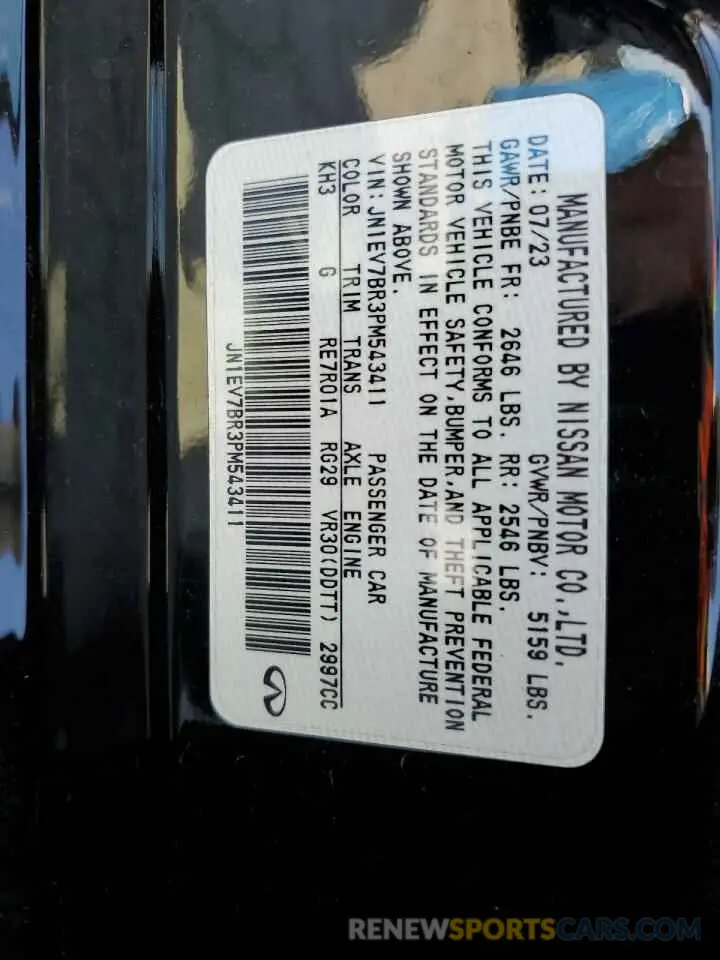 MANUFACTURED BY NISSAN MOTOR CO.,LTD.
DATE: 07/23 GVWR/PNBV: 5159 LBS.
GAWR/PNBE FR: 2646 LBS. RR: 2546 LBS.
THIS VEHICLE CONFORMS TO ALL APPLICABLE FEDERAL
MOTOR VEHICLE SAFETY,BUMPER,AND THEFT PREVENTION
STANDARDS IN EFFECT ON THE DATE OF MANUFACTURE
SHOWN ABOVE.
VIN: JN1EV7BR3PM543411 PASSENGER CAR
COLOR TRIM TRANS AXLE ENGINE
KH3 G RE7R01A RG29 VR30(DDTT) 2997CC
JN1EV7BR3PM543411
RENEWSPORTSCARS.COM